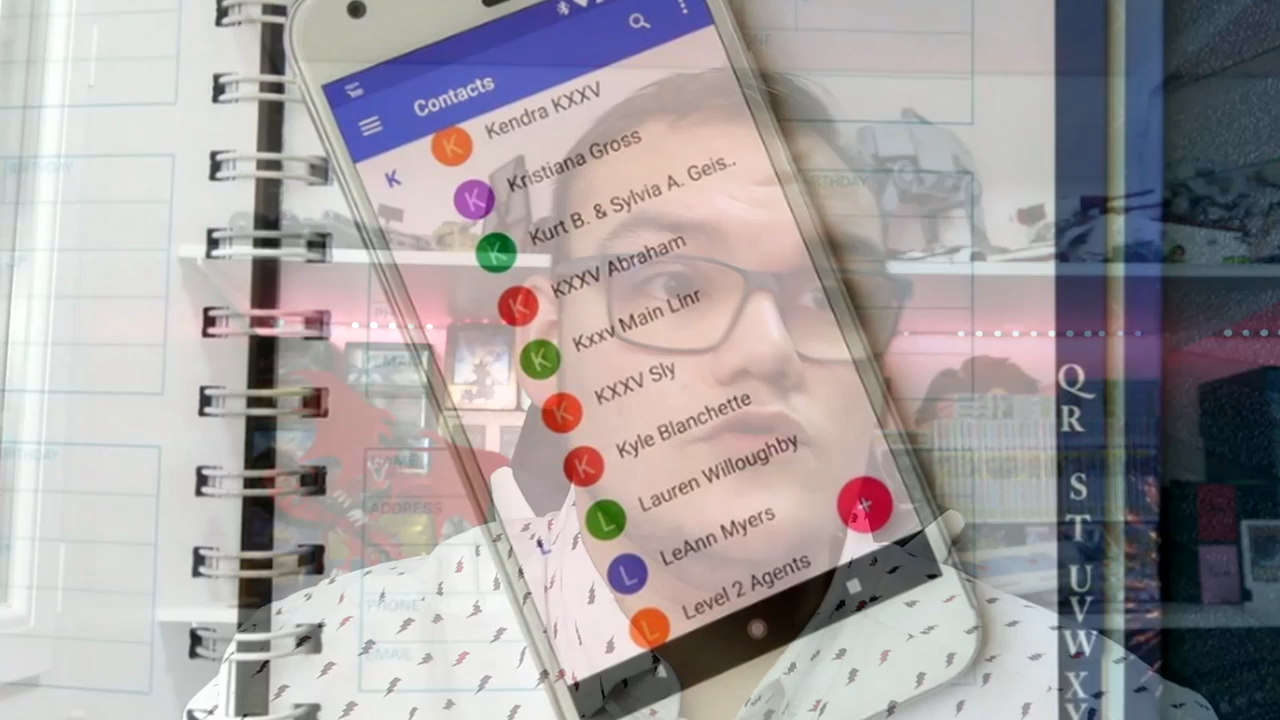 Contacts
K
K
Kendra KXXV
K
Kristiana Gross
K
Kurt B. & Sylvia A. Geis..
K
KXXV Abraham
K
Kxxv Main Linr
K
KXXV Sly
K
Kyle Blanchette
L
L
Lauren Willoughby
L
LeAnn Myers
L
Level 2 Agents
ADDRESS
PHONE
EMAIL
Q
R
S
T
U
V
W
X
Y